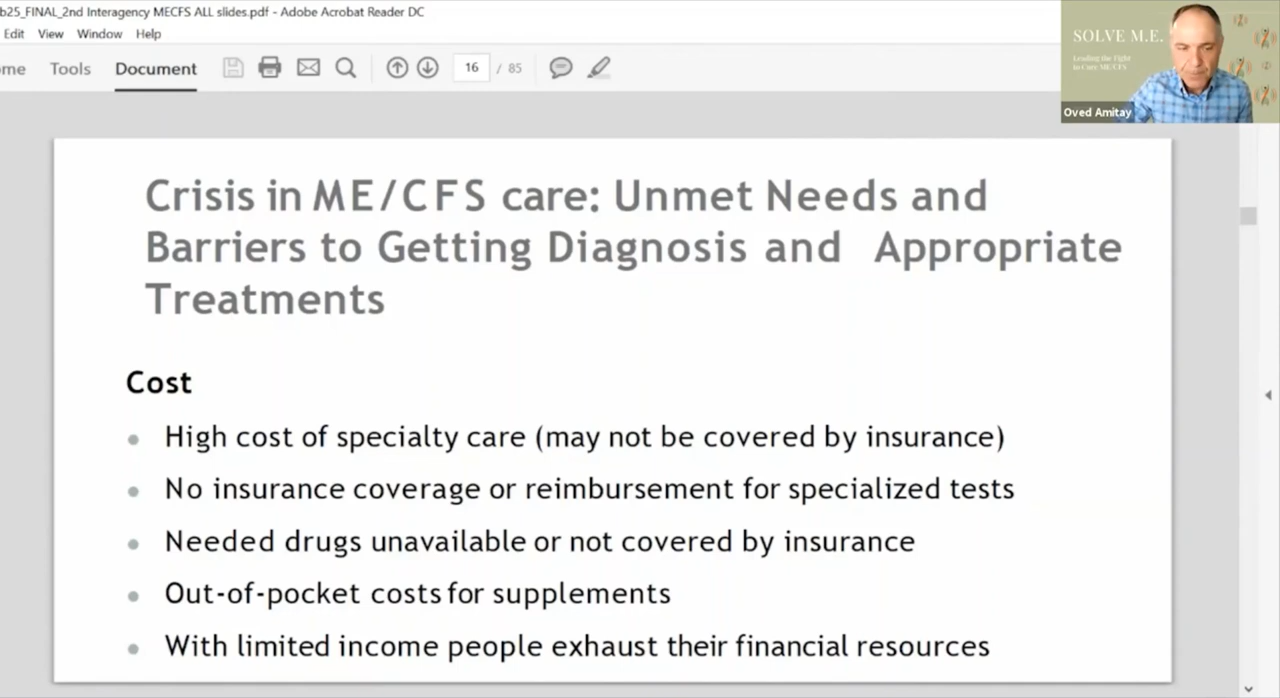 b25_FINAL_2nd Interagency MECFS ALL slides.pdf - Adobe Acrobat Reader DC
Edit View Window Help
me Tools Document 16 / 85
SOLVE M.E.
Leading the Fight
to Cure ME/CFS
Oved Amitay
Crisis in ME/CFS care: Unmet Needs and
Barriers to Getting Diagnosis and Appropriate
Treatments
Cost
High cost of specialty care (may not be covered by insurance)
No insurance coverage or reimbursement for specialized tests
Needed drugs unavailable or not covered by insurance
Out-of-pocket costs for supplements
With limited income people exhaust their financial resources